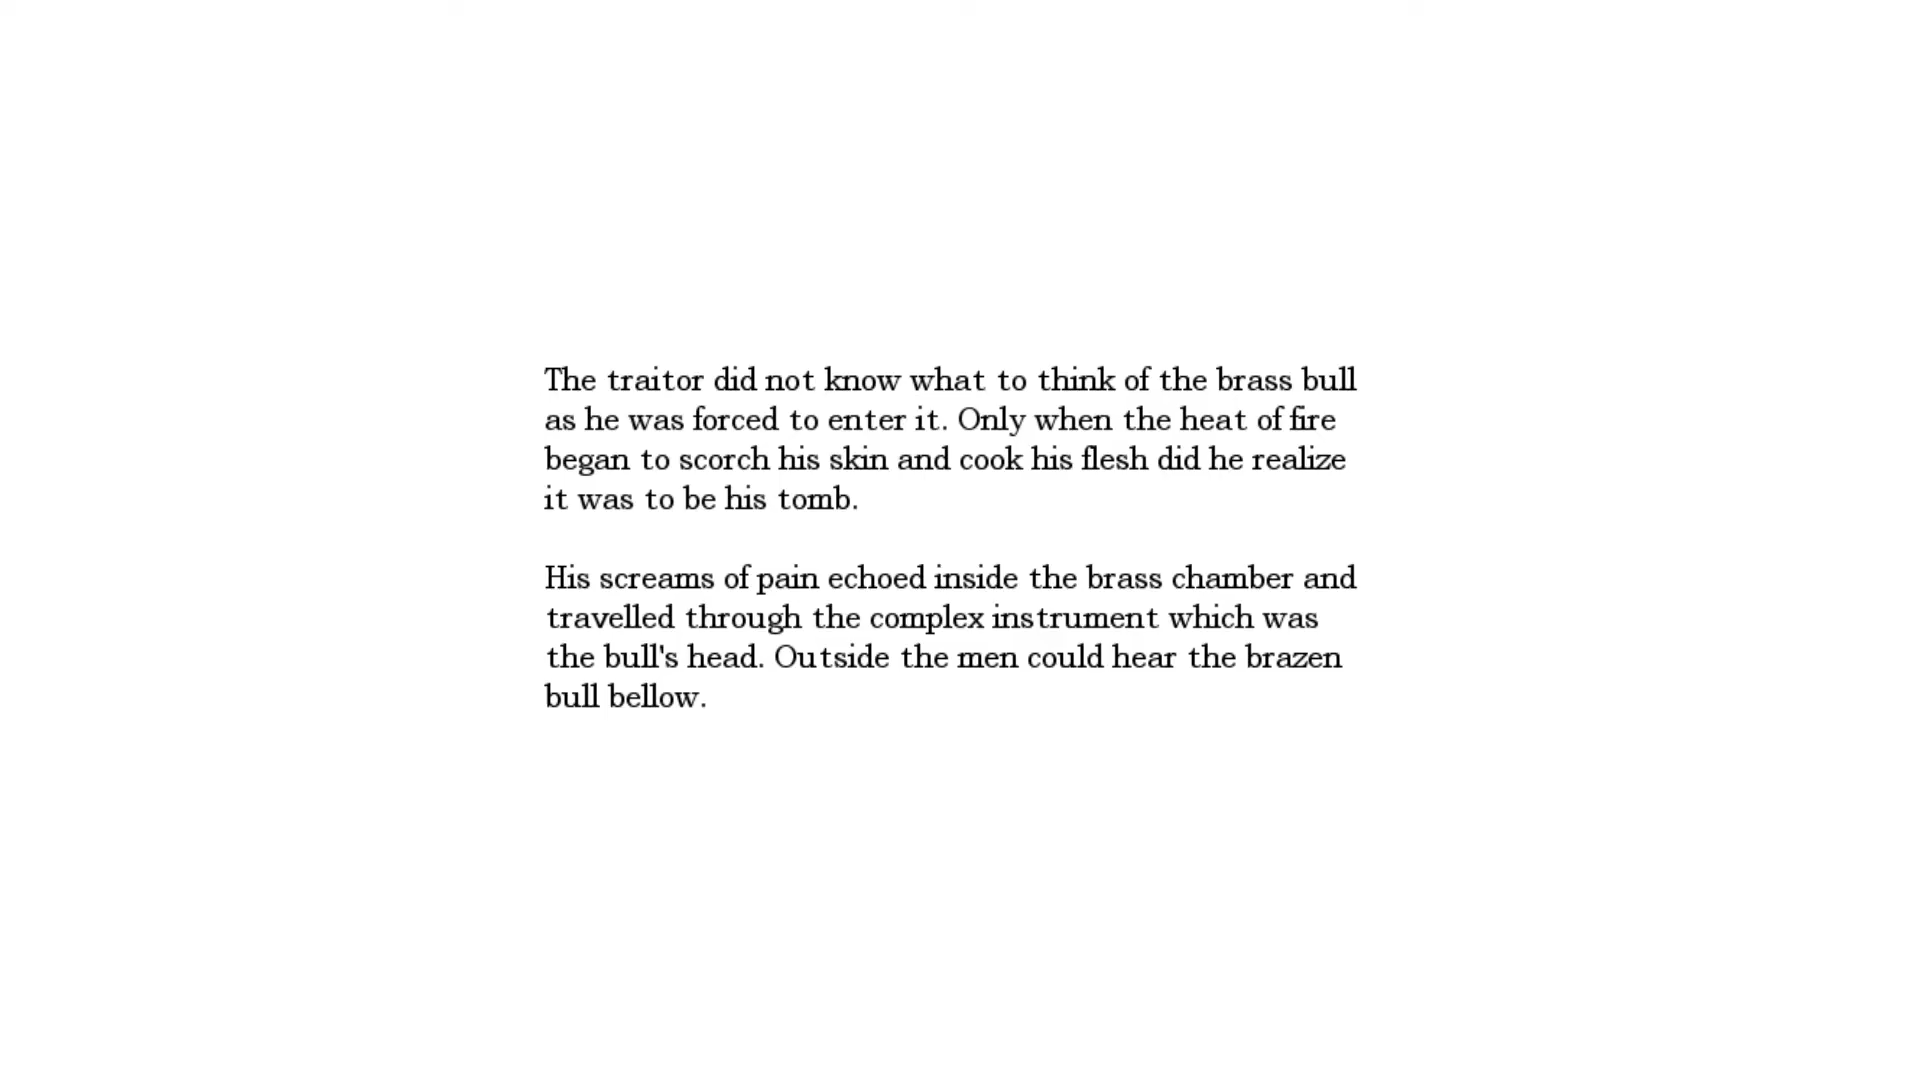 The traitor did not know what to think of the brass bull
as he was forced to enter it. Only when the heat of fire
began to scorch his skin and cook his flesh did he realize
it was to be his tomb.
His screams of pain echoed inside the brass chamber and
travelled through the complex instrument which was
the bull's head. Outside the men could hear the brazen
bull bellow.